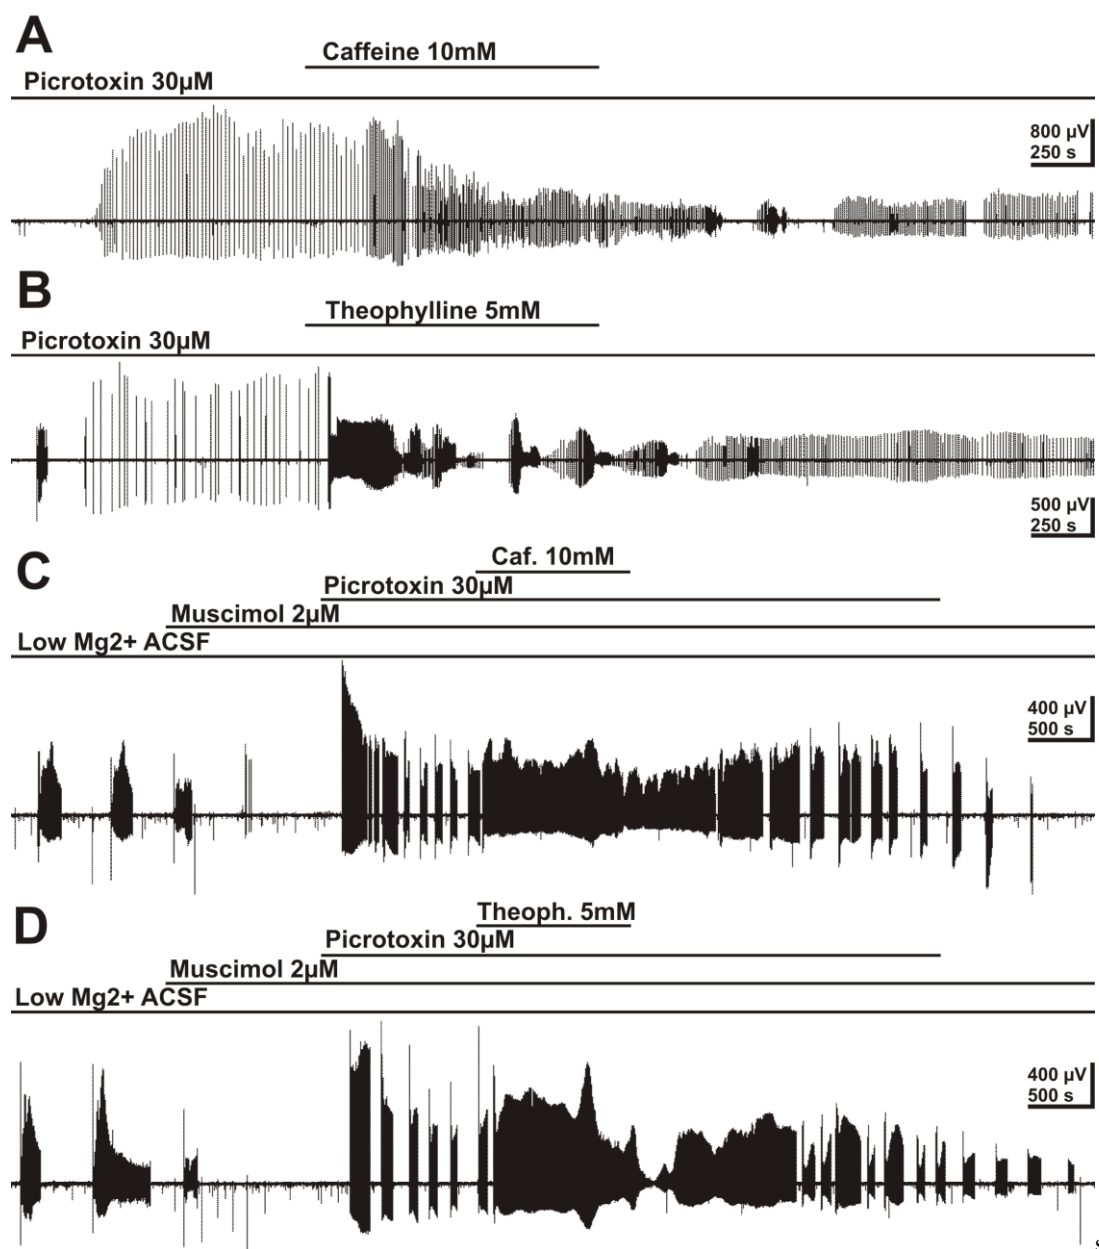 A
Caffeine 10mM
Picrotoxin 30µM
800 µV
250 s
B
Theophylline 5mM
Picrotoxin 30µM
500 µV
250 s
C
Caf. 10mM
Picrotoxin 30µM
Muscimol 2µM
Low Mg2+ ACSF
400 µV
500 s
D
Theoph. 5mM
Picrotoxin 30µM
Muscimol 2µM
Low Mg2+ ACSF
400 µV
500 s
s